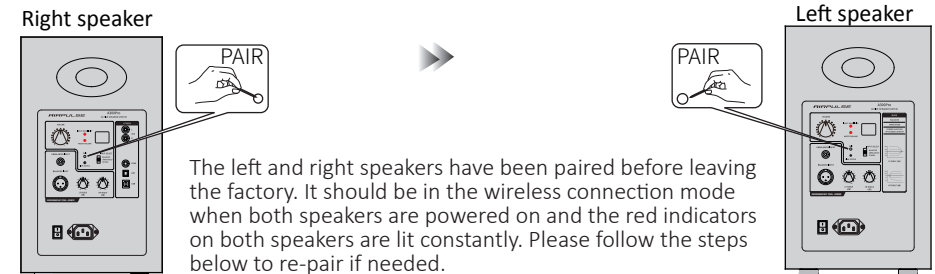 Right speaker
Left speaker
PAIR
PAIR
AIRPULSE
AIRPULSE
The left and right speakers have been paired before leaving
the factory. It should be in the wireless connection mode
when both speakers are powered on and the red indicators
on both speakers are lit constantly. Please follow the steps
below to re-pair if needed.